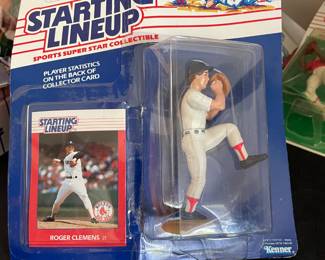 STARTING
LINEUP
SPORTS SUPER STAR COLLECTIBLE
PLAYER STATISTICS
ON THE BACK OF
COLLECTOR CARD
STARTING
LINEUP
ROGER CLEMENS 21
Kenner